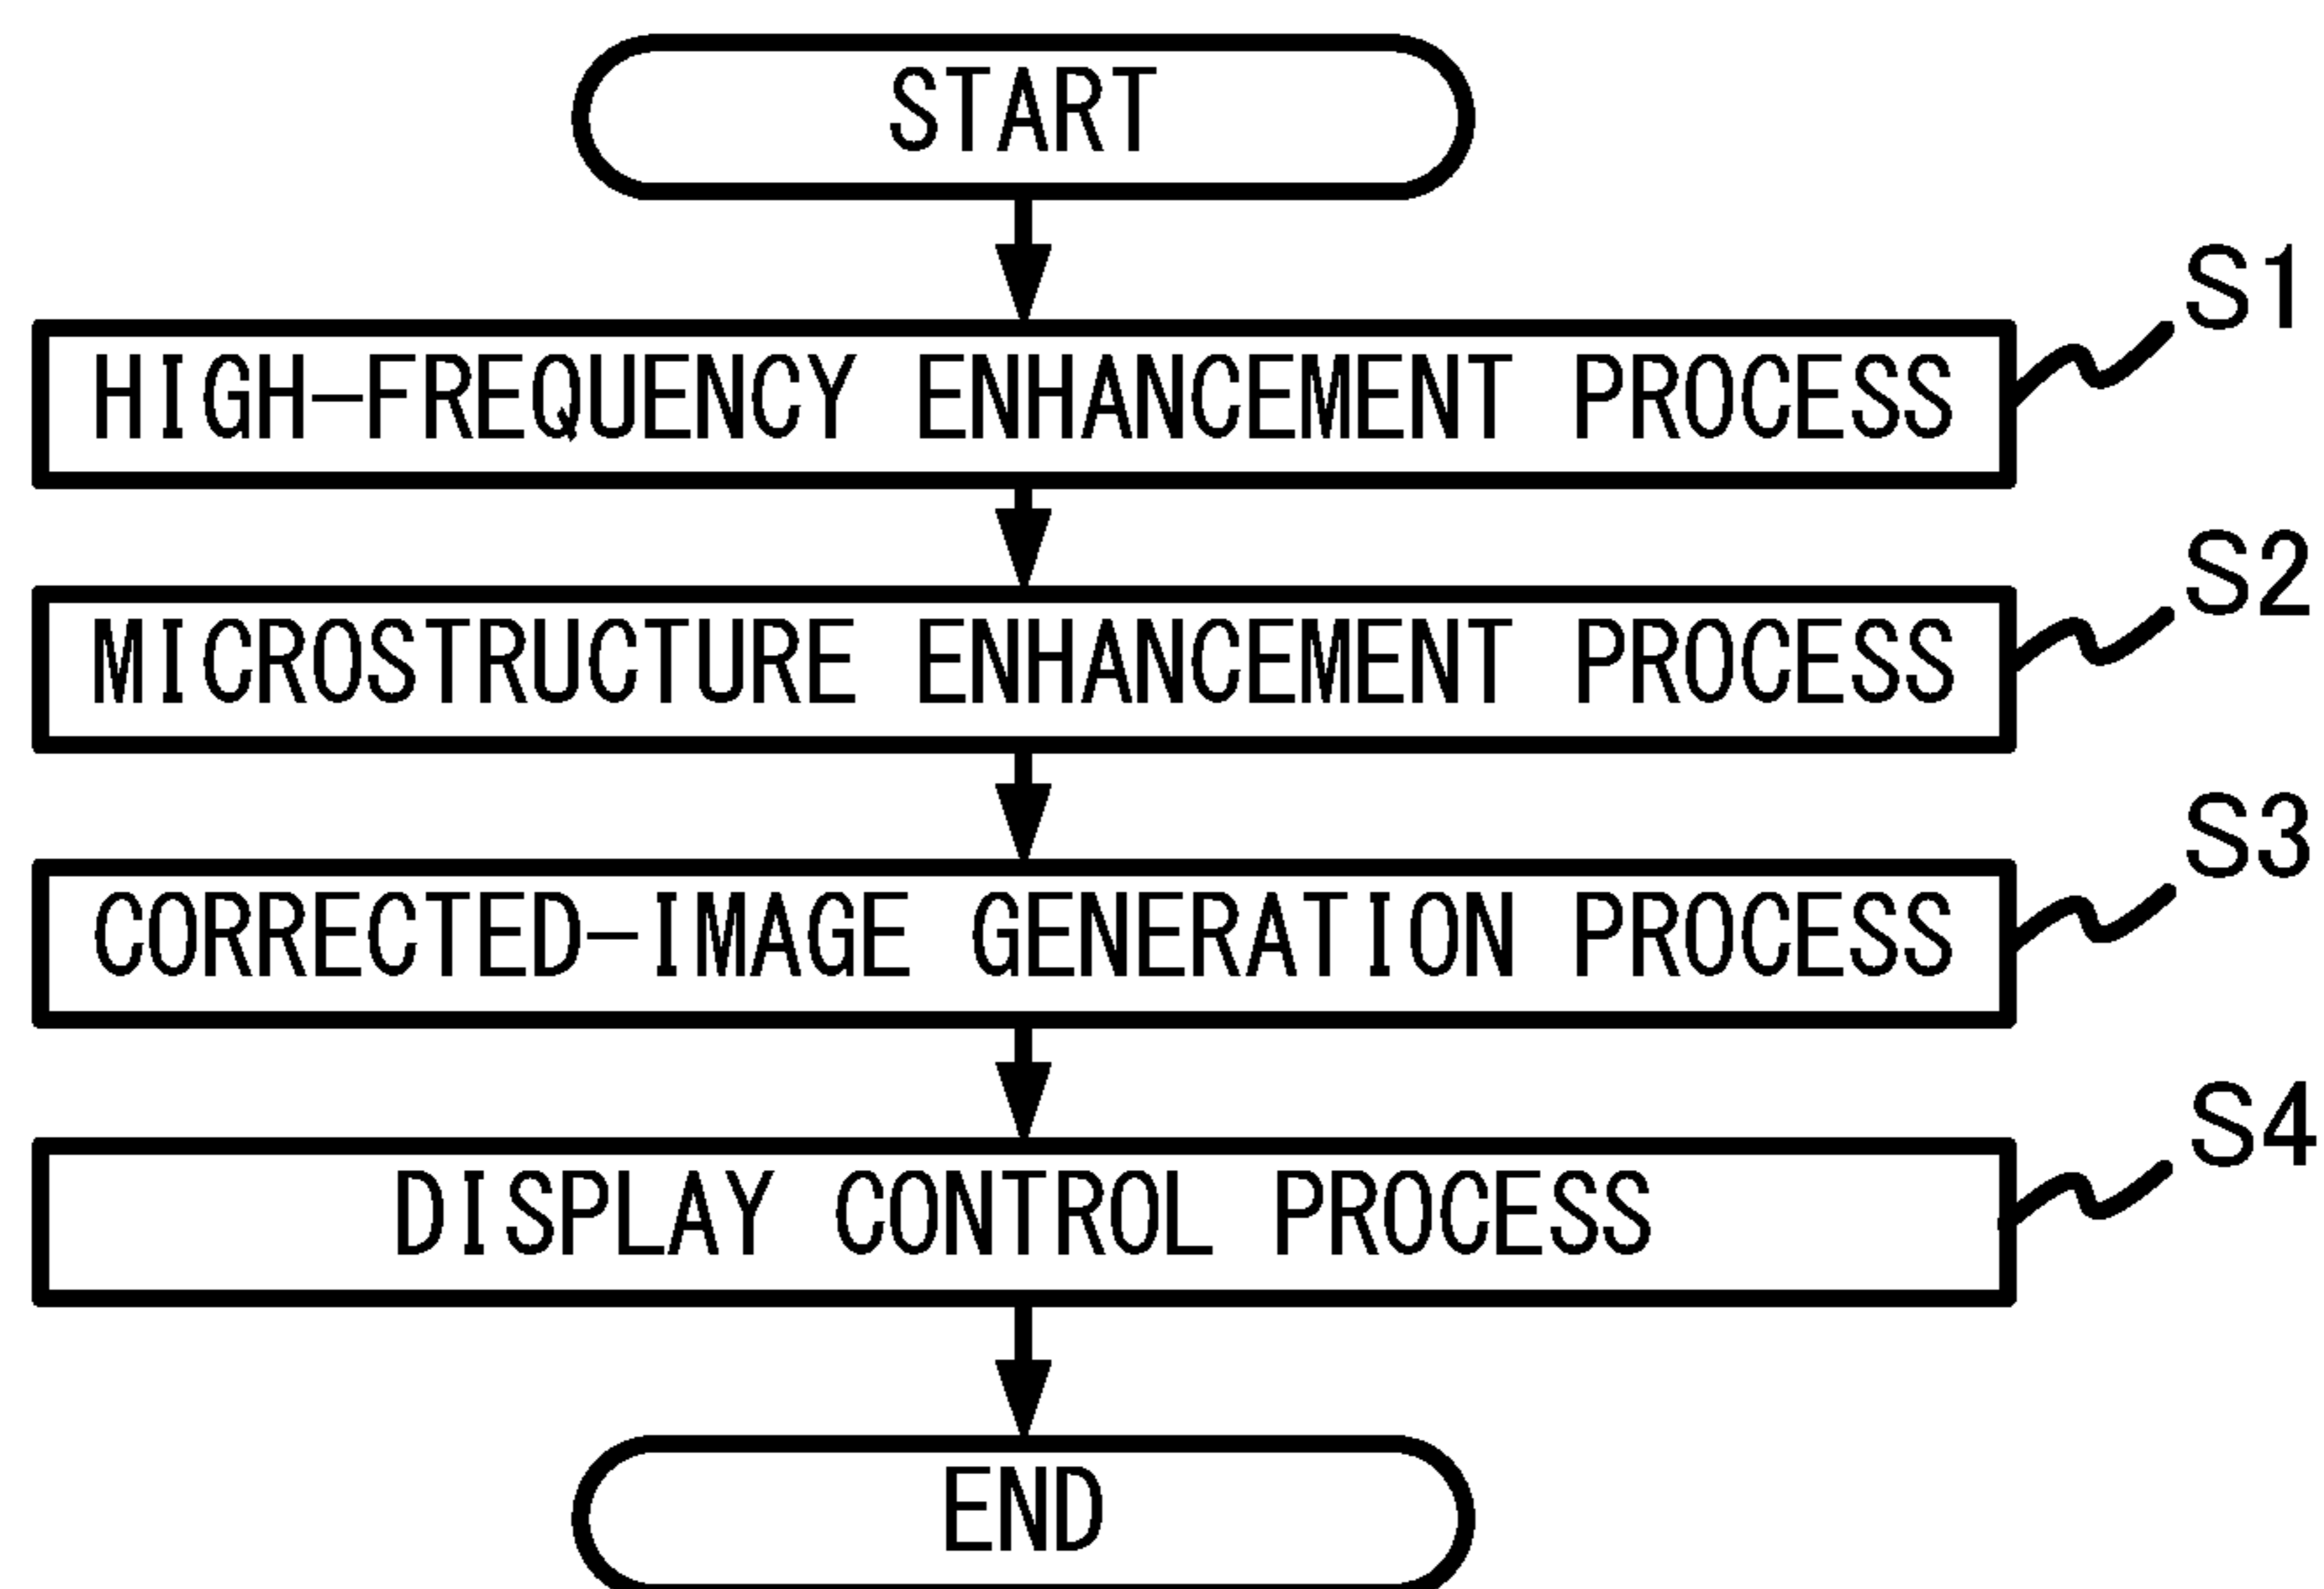 START
S1
HIGH-FREQUENCY ENHANCEMENT PROCESS
S2
MICROSTRUCTURE ENHANCEMENT PROCESS
S3
CORRECTED-IMAGE GENERATION PROCESS
S4
DISPLAY CONTROL PROCESS
END